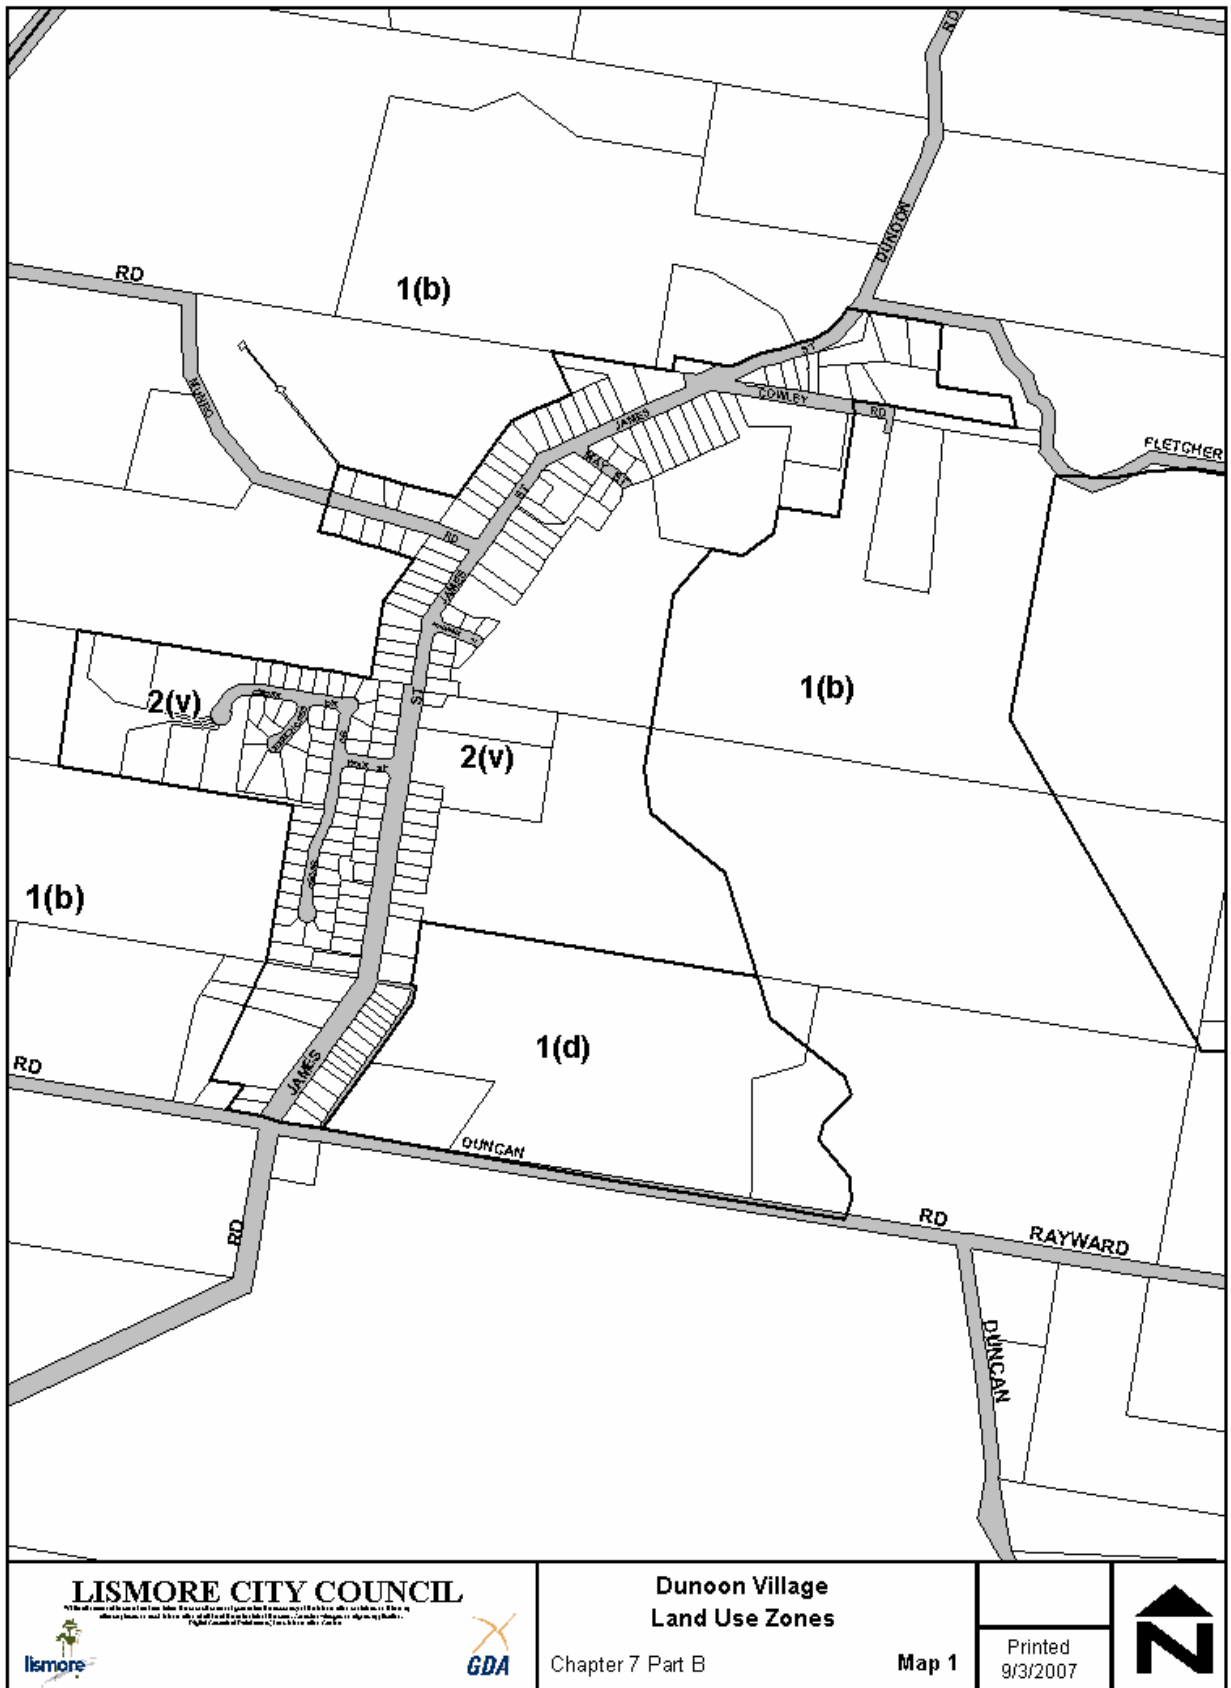 RD
DUNOON
RD
1(b)
ST
MUNRO
COWLEY
RD
JAMES
MAY ST
FLETCHER
ST
RD
JAMES
1(b)
2(v)
ST
2(v)
1(b)
1(d)
RD
JAMES
DUNCAN
RD
RD
RAYWARD
DUNCAN
LISMORE CITY COUNCIL
lismore
GDA
Dunoon Village
Land Use Zones
Chapter 7 Part B
Map 1
Printed
9/3/2007
N